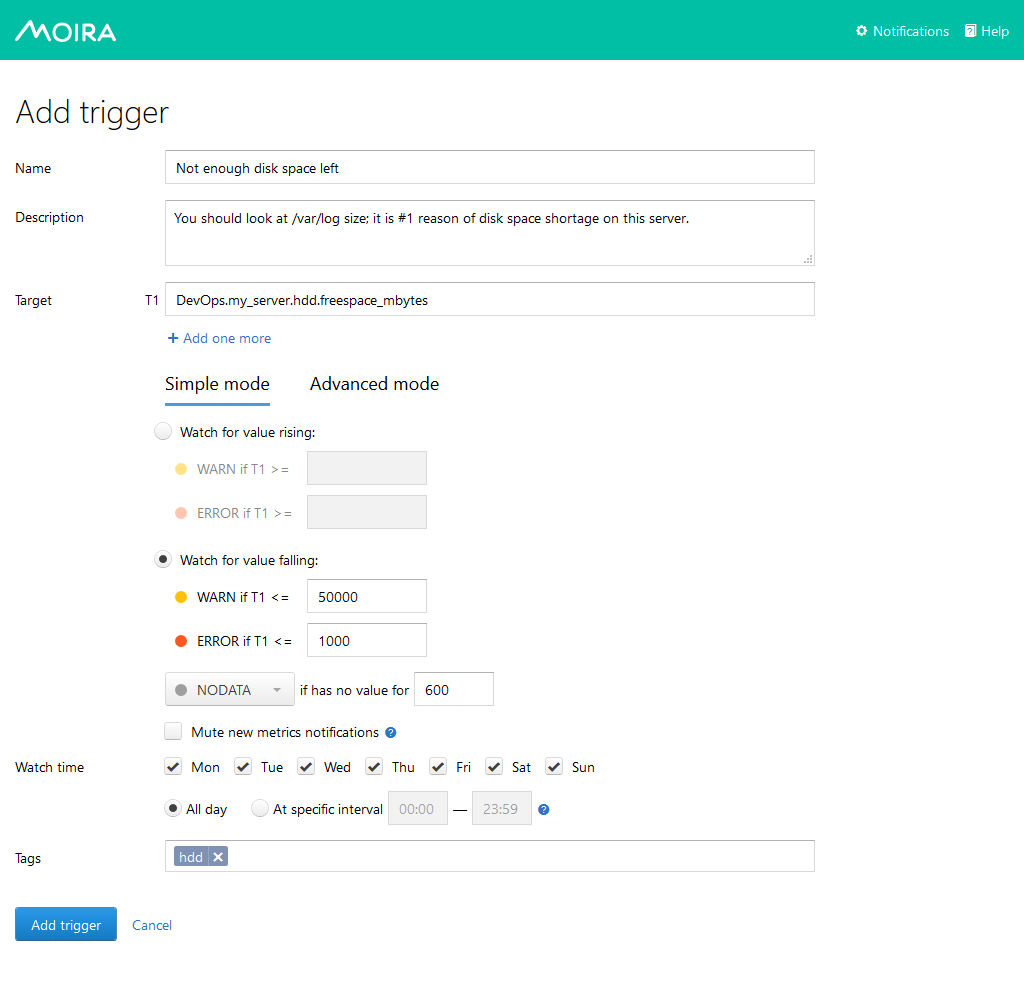 MOIRA
Notifications Help
Add trigger
Name Not enough disk space left
Description You should look at /var/log size; it is #1 reason of disk space shortage on this server.
Target T1 DevOps.my_server.hdd.freespace_mbytes
+ Add one more
Simple mode Advanced mode
Watch for value rising:
WARN if T1 >=
ERROR if T1 >=
Watch for value falling:
WARN if T1 <= 50000
ERROR if T1 <= 1000
NODATA if has no value for 600
Mute new metrics notifications ?
Watch time Mon Tue Wed Thu Fri Sat Sun
All day At specific interval 00:00 — 23:59 ?
Tags hdd ×
Add trigger Cancel